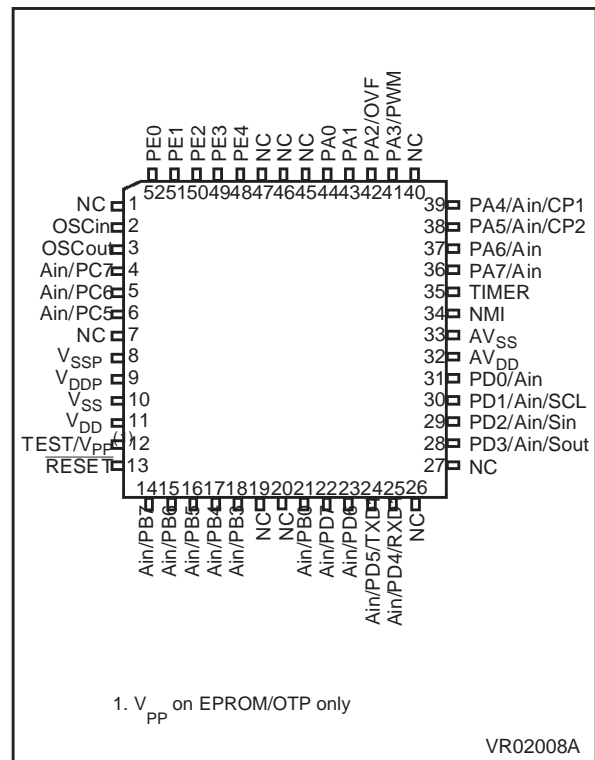 PE0
PE1
PE2
PE3
PE4
NC
NC
NC
PA0
PA1
PA2/OVF
PA3/PWM
NC
52 51 50 49 48 47 46 45 44 43 42 41 40
NC 1
OSCin 2
OSCout 3
Ain/PC7 4
Ain/PC6 5
Ain/PC5 6
NC 7
VSSP 8
VDDP 9
VSS 10
VDD 11
TEST/VPP(1) 12
RESET 13
39 PA4/Ain/CP1
38 PA5/Ain/CP2
37 PA6/Ain
36 PA7/Ain
35 TIMER
34 NMI
33 AVSS
32 AVDD
31 PD0/Ain
30 PD1/Ain/SCL
29 PD2/Ain/Sin
28 PD3/Ain/Sout
27 NC
14 15 16 17 18 19 20 21 22 23 24 25 26
Ain/PB7
Ain/PB6
Ain/PB5
Ain/PB4
Ain/PB3
NC
NC
Ain/PB0
Ain/PD7
Ain/PD6
Ain/PD5/TXD1
Ain/PD4/RXD1
NC
1. VPP on EPROM/OTP only
VR02008A